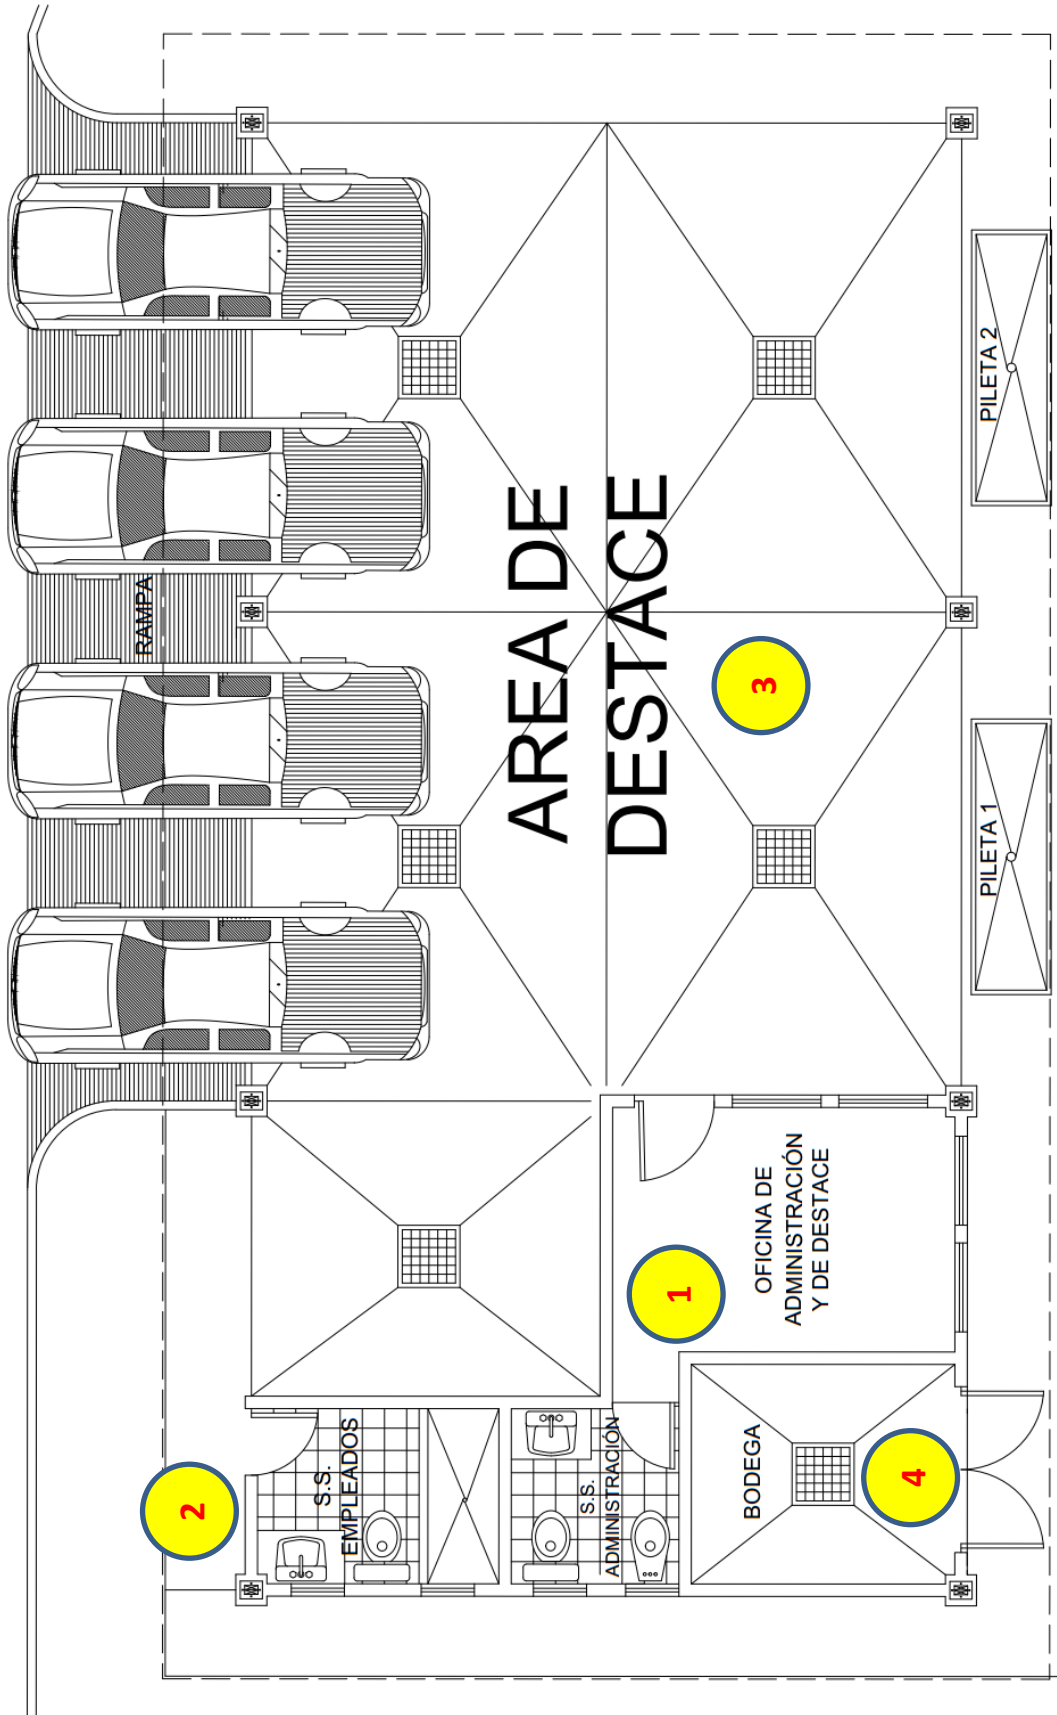 RAMPA
AREA DE
DESTACE
3
PILETA 2
PILETA 1
OFICINA DE
ADMINISTRACIÓN
Y DE DESTACE
1
2
S.S.
EMPLEADOS
S.S.
ADMINISTRACIÓN
BODEGA
4